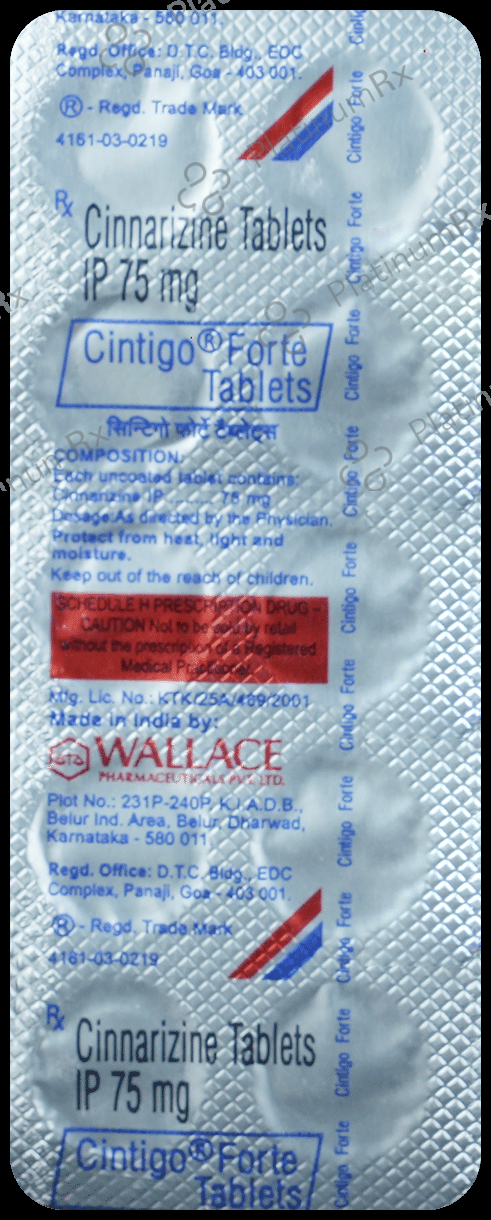 Karnataka - 580 011.
Regd. Office: D.T.C. Bldg., EDC
Complex, Panaji, Goa - 403 001.
® - Regd. Trade Mark
4161-03-0219
Rx
Cinnarizine Tablets
IP 75 mg
Cintigo® Forte
Tablets
सिन्टिगो फोर्टे टैब्लेट्स
COMPOSITION.
Each uncoated tablet contains:
Cinnarizine IP .......... 75 mg
Dosage:As directed by the Physician.
Protect from heat, light and
moisture.
Keep out of the reach of children.
SCHEDULE H PRESCRIPTION DRUG –
CAUTION Not to be sold by retail
without the prescription of a Registered
Medical Practitioner.
Mfg. Lic. No.: KTK/25A/469/2001
Made in India by:
WALLACE
PHARMACEUTICALS PVT. LTD.
Plot No.: 231P-240P, K.I.A.D.B.,
Belur Ind. Area, Belur, Dharwad,
Karnataka - 580 011
Regd. Office: D.T.C. Bldg., EDC
Complex, Panaji, Goa - 403 001.
® - Regd. Trade Mark
4161-03-0219
Rx
Cinnarizine Tablets
IP 75 mg
Cintigo® Forte
Tablets
Cintigo Forte Cintigo Forte Cintigo Forte Cintigo Forte Cintigo Forte Cintigo Forte Cintigo Forte Cintigo Forte Cintigo Forte Cintigo Forte
PlatinumRx
PlatinumRx
PlatinumRx